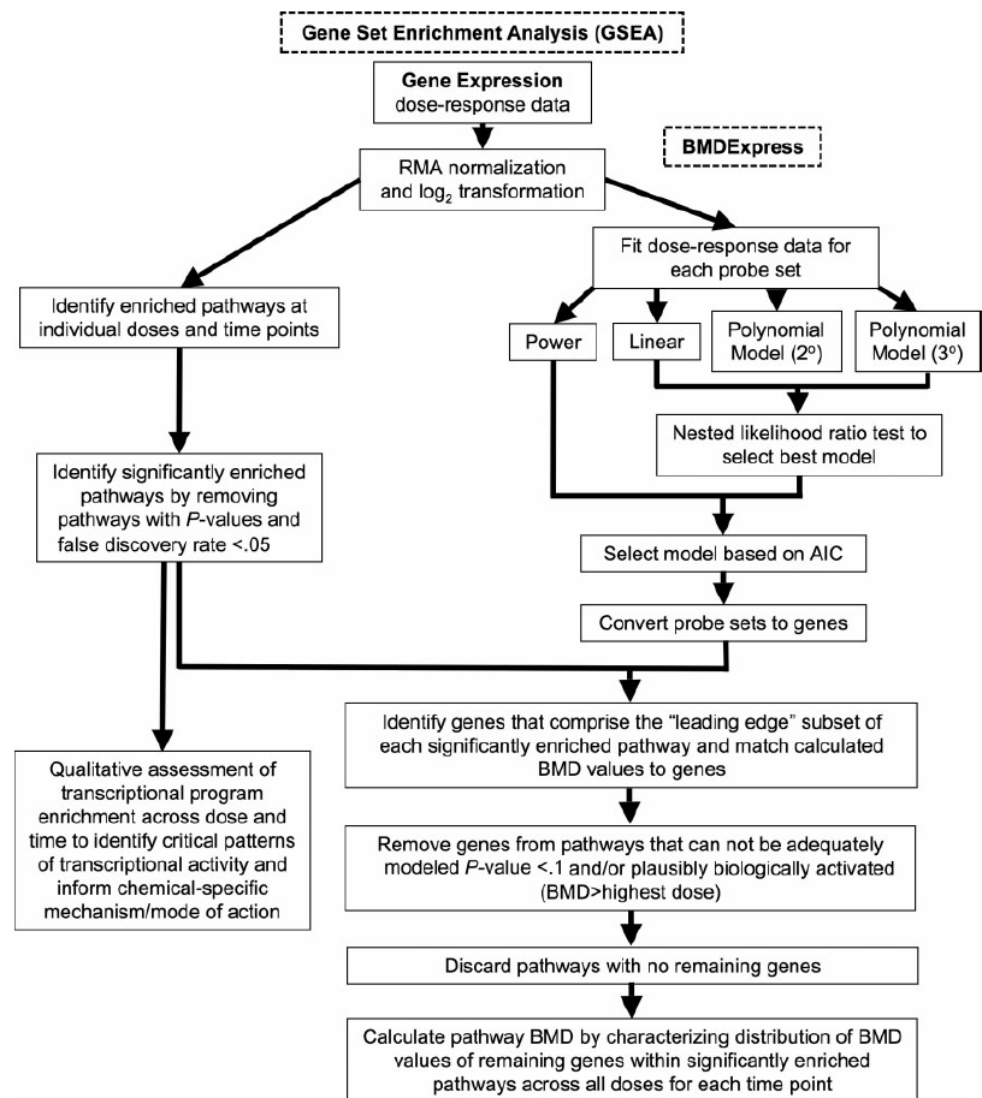 Gene Set Enrichment Analysis (GSEA)
Gene Expression
dose-response data
BMDExpress
RMA normalization
and log₂ transformation
Fit dose-response data for
each probe set
Identify enriched pathways at
individual doses and time points
Power
Linear
Polynomial
Model (2º)
Polynomial
Model (3º)
Nested likelihood ratio test to
select best model
Identify significantly enriched
pathways by removing
pathways with P-values and
false discovery rate <.05
Select model based on AIC
Convert probe sets to genes
Identify genes that comprise the “leading edge” subset of
each significantly enriched pathway and match calculated
BMD values to genes
Qualitative assessment of
transcriptional program
enrichment across dose and
time to identify critical patterns
of transcriptional activity and
inform chemical-specific
mechanism/mode of action
Remove genes from pathways that can not be adequately
modeled P-value <.1 and/or plausibly biologically activated
(BMD>highest dose)
Discard pathways with no remaining genes
Calculate pathway BMD by characterizing distribution of BMD
values of remaining genes within significantly enriched
pathways across all doses for each time point